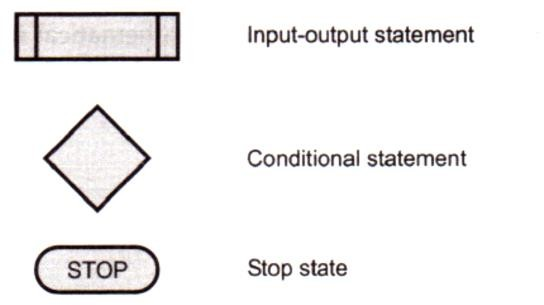 Input-output statement
Conditional statement
STOP
Stop state